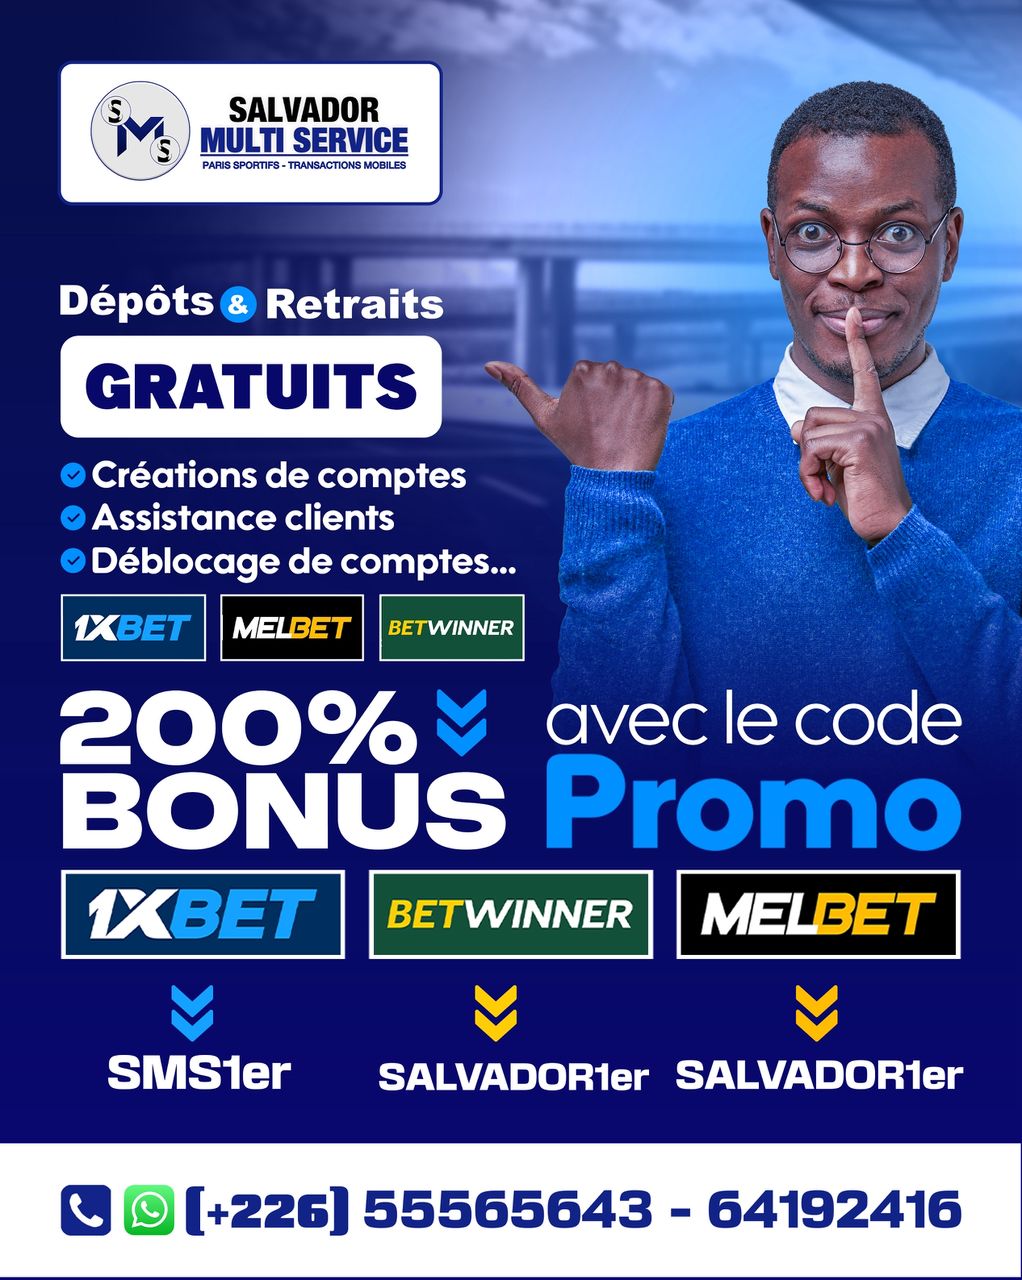 S M S
SALVADOR
MULTI SERVICE
PARIS SPORTIFS - TRANSACTIONS MOBILES
Dépôts & Retraits
GRATUITS
Créations de comptes
Assistance clients
Déblocage de comptes...
1XBET MELBET BETWINNER
200%
BONUS
avec le code
Promo
1XBET BETWINNER MELBET
SMS1er SALVADOR1er SALVADOR1er
(+226) 55565643 - 64192416